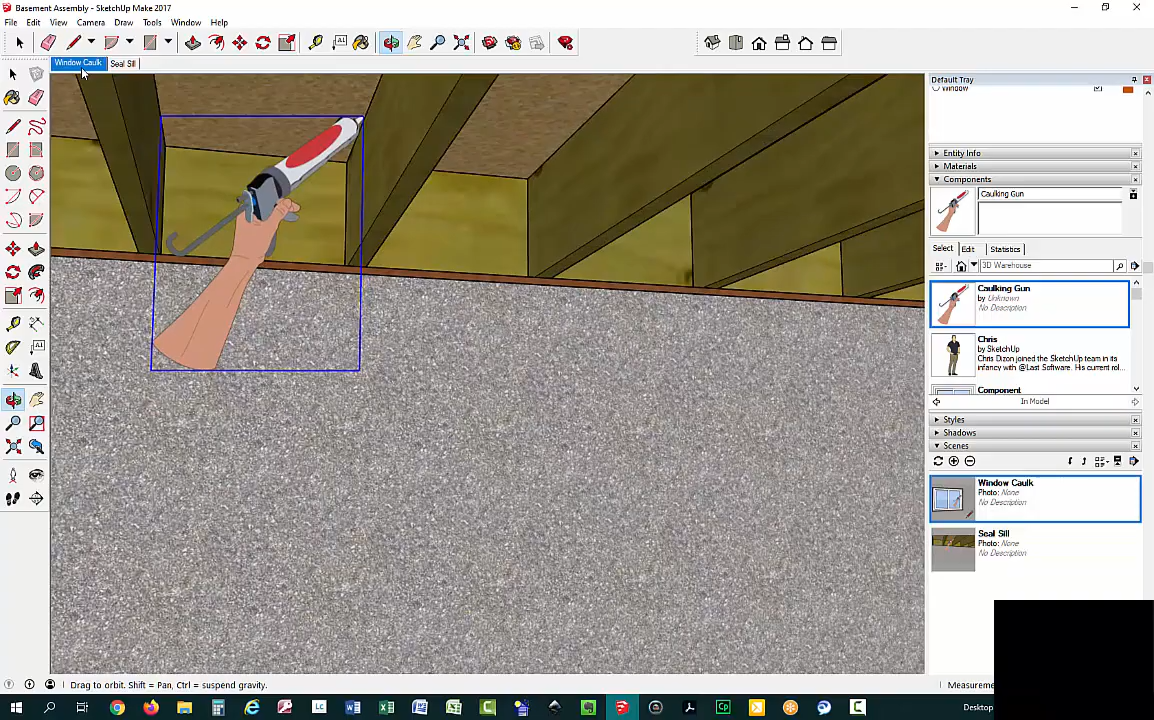 Basement Assembly - SketchUp Make 2017
File Edit View Camera Draw Tools Window Help
Window Caulk Seal Sill
Default Tray
Window
Entity Info
Materials
Components
Caulking Gun
Select Edit Statistics
3D Warehouse
Caulking Gun
by Unknown
No Description
Chris
by SketchUp
Chris Dizon joined the SketchUp team in its
infancy with @Last Software. His current rol...
Component
In Model
Styles
Shadows
Scenes
Window Caulk
Photo: None
No Description
Seal Sill
Photo: None
No Description
Drag to orbit. Shift = Pan, Ctrl = suspend gravity.
Measureme
Desktop